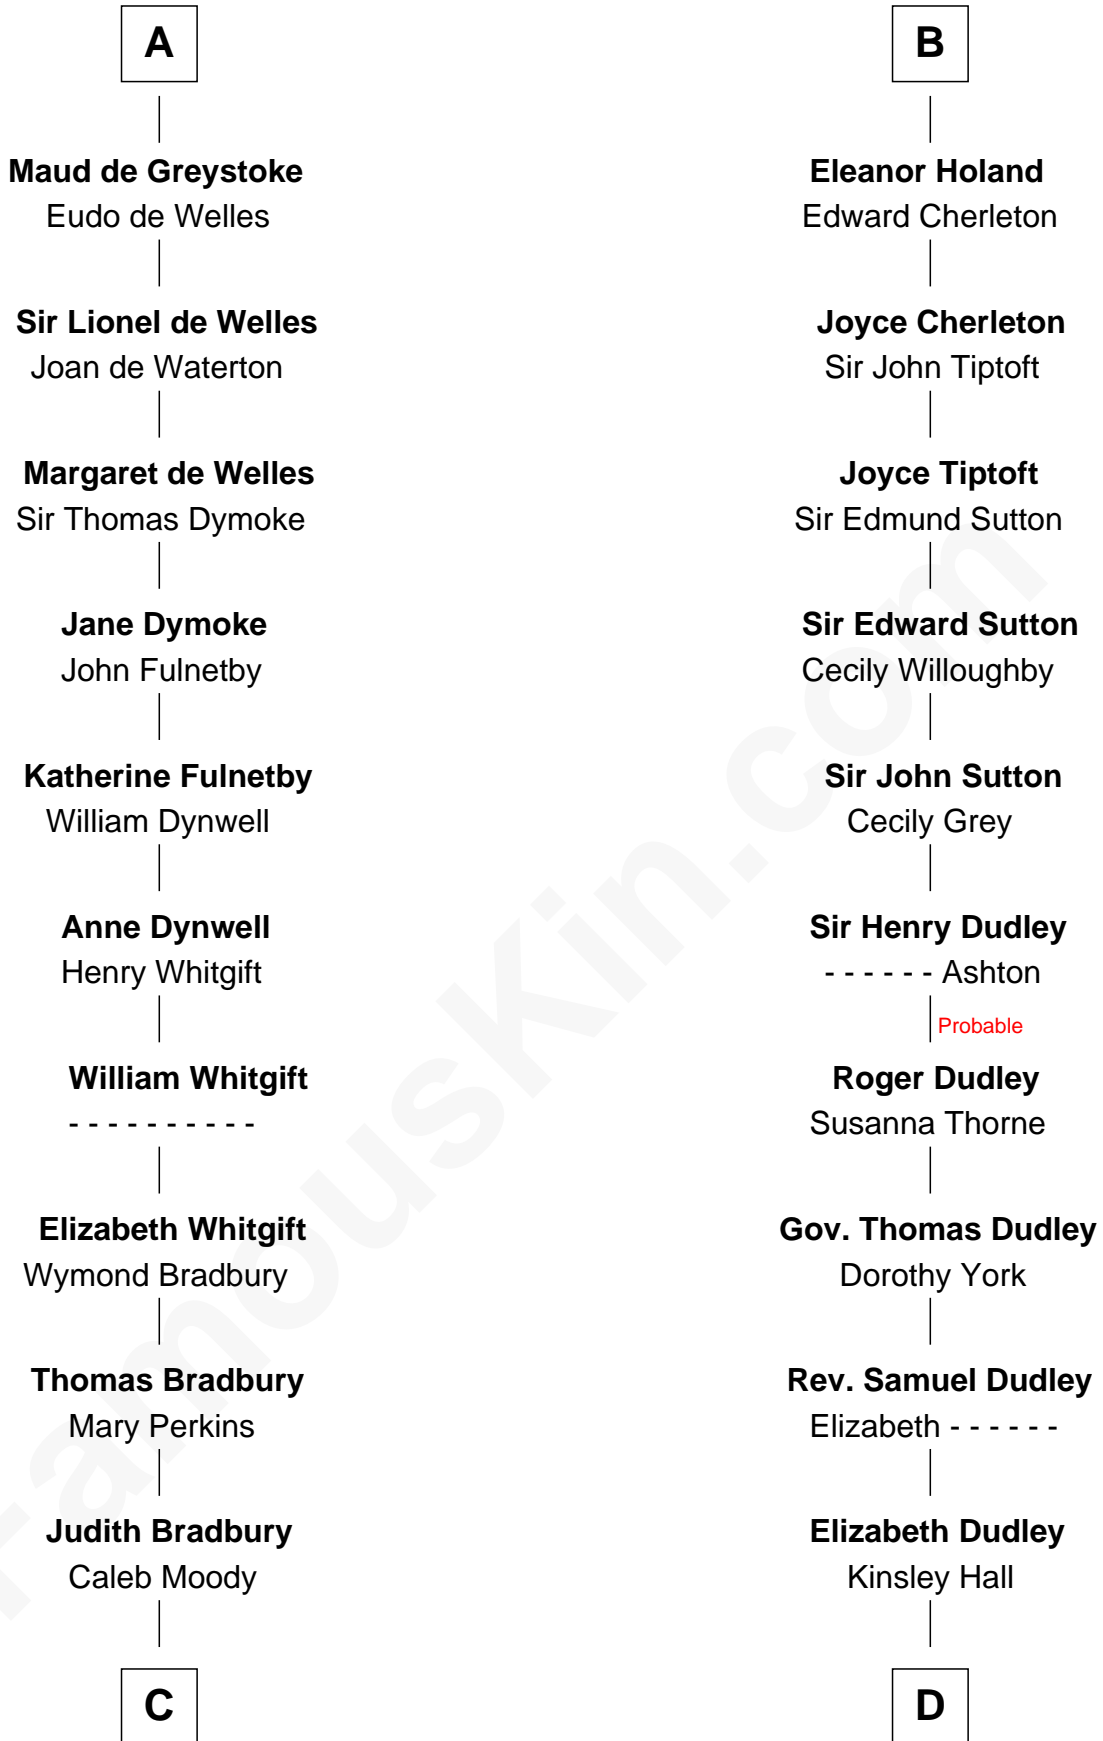 A
Maud de Greystoke
Eudo de Welles
Sir Lionel de Welles
Joan de Waterton
Margaret de Welles
Sir Thomas Dymoke
Jane Dymoke
John Fulnetby
Katherine Fulnetby
William Dynwell
Anne Dynwell
Henry Whitgift
William Whitgift
- - - - - - - - - -
Elizabeth Whitgift
Wymond Bradbury
Thomas Bradbury
Mary Perkins
Judith Bradbury
Caleb Moody
C
B
Eleanor Holand
Edward Cherleton
Joyce Cherleton
Sir John Tiptoft
Joyce Tiptoft
Sir Edmund Sutton
Sir Edward Sutton
Cecily Willoughby
Sir John Sutton
Cecily Grey
Sir Henry Dudley
- - - - - - Ashton
Probable
Roger Dudley
Susanna Thorne
Gov. Thomas Dudley
Dorothy York
Rev. Samuel Dudley
Elizabeth - - - - - -
Elizabeth Dudley
Kinsley Hall
D
FamousKin.com